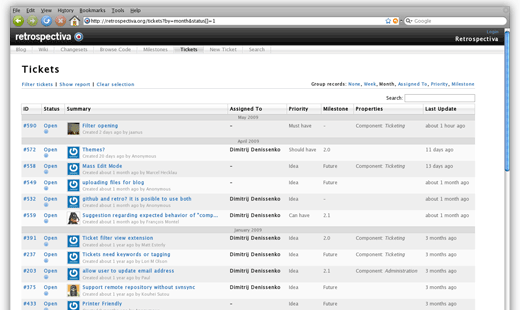 File Edit View History Bookmarks Tools Help
http://retrospectiva.org/tickets?by=month&status[]=1
Google
retrospectiva
Login
Retrospectiva
Blog Wiki Changesets Browse Code Milestones Tickets New Ticket Search
Tickets
Filter tickets | Show report | Clear selection
Group records: None, Week, Month, Assigned To, Priority, Milestone
Search:
ID Status Summary Assigned To Priority Milestone Properties Last Update
May 2009
#590 Open Filter opening - Must have - Component: Ticketing about 1 hour ago
Created 2 days ago by
April 2009
#572 Open Themes? Dimitrij Denissenko Should have 2.0 11 days ago
Created 25 days ago by Anonymous
#558 Open Mass Edit Mode Dimitrij Denissenko Idea Future Component: Ticketing 13 days ago
Created about 1 month ago by Marcel
#549 Open uploading files for blog - Idea Future about 1 month ago
Created about 1 month ago by Anonymous
#532 Open github and retro? it is possible to use both Dimitrij Denissenko Idea - about 1 month ago
Created about 1 month ago by Anonymous
#559 Open Suggestion regarding expected behavior of "comp... Dimitrij Denissenko Can have 2.1 about 1 month ago
Created about 1 month ago by François Montel
January 2009
#391 Open Ticket filter view extension Dimitrij Denissenko Idea 2.0 Component: Ticketing 3 months ago
Created about 1 year ago by Matt
#237 Open Tickets need keywords or tagging Dimitrij Denissenko Idea Future Component: Ticketing 3 months ago
Created about 1 year ago by Lori M Olson
#203 Open allow user to update email address Dimitrij Denissenko Idea 2.1 Component: Administration 3 months ago
Created about 1 year ago by Paul
#375 Open Support remote repository without svnsync Dimitrij Denissenko Idea Future 3 months ago
Created about 1 year ago by
#433 Open Printer Friendly - Idea Future 3 months ago
Created about 1 year ago by Anonymous